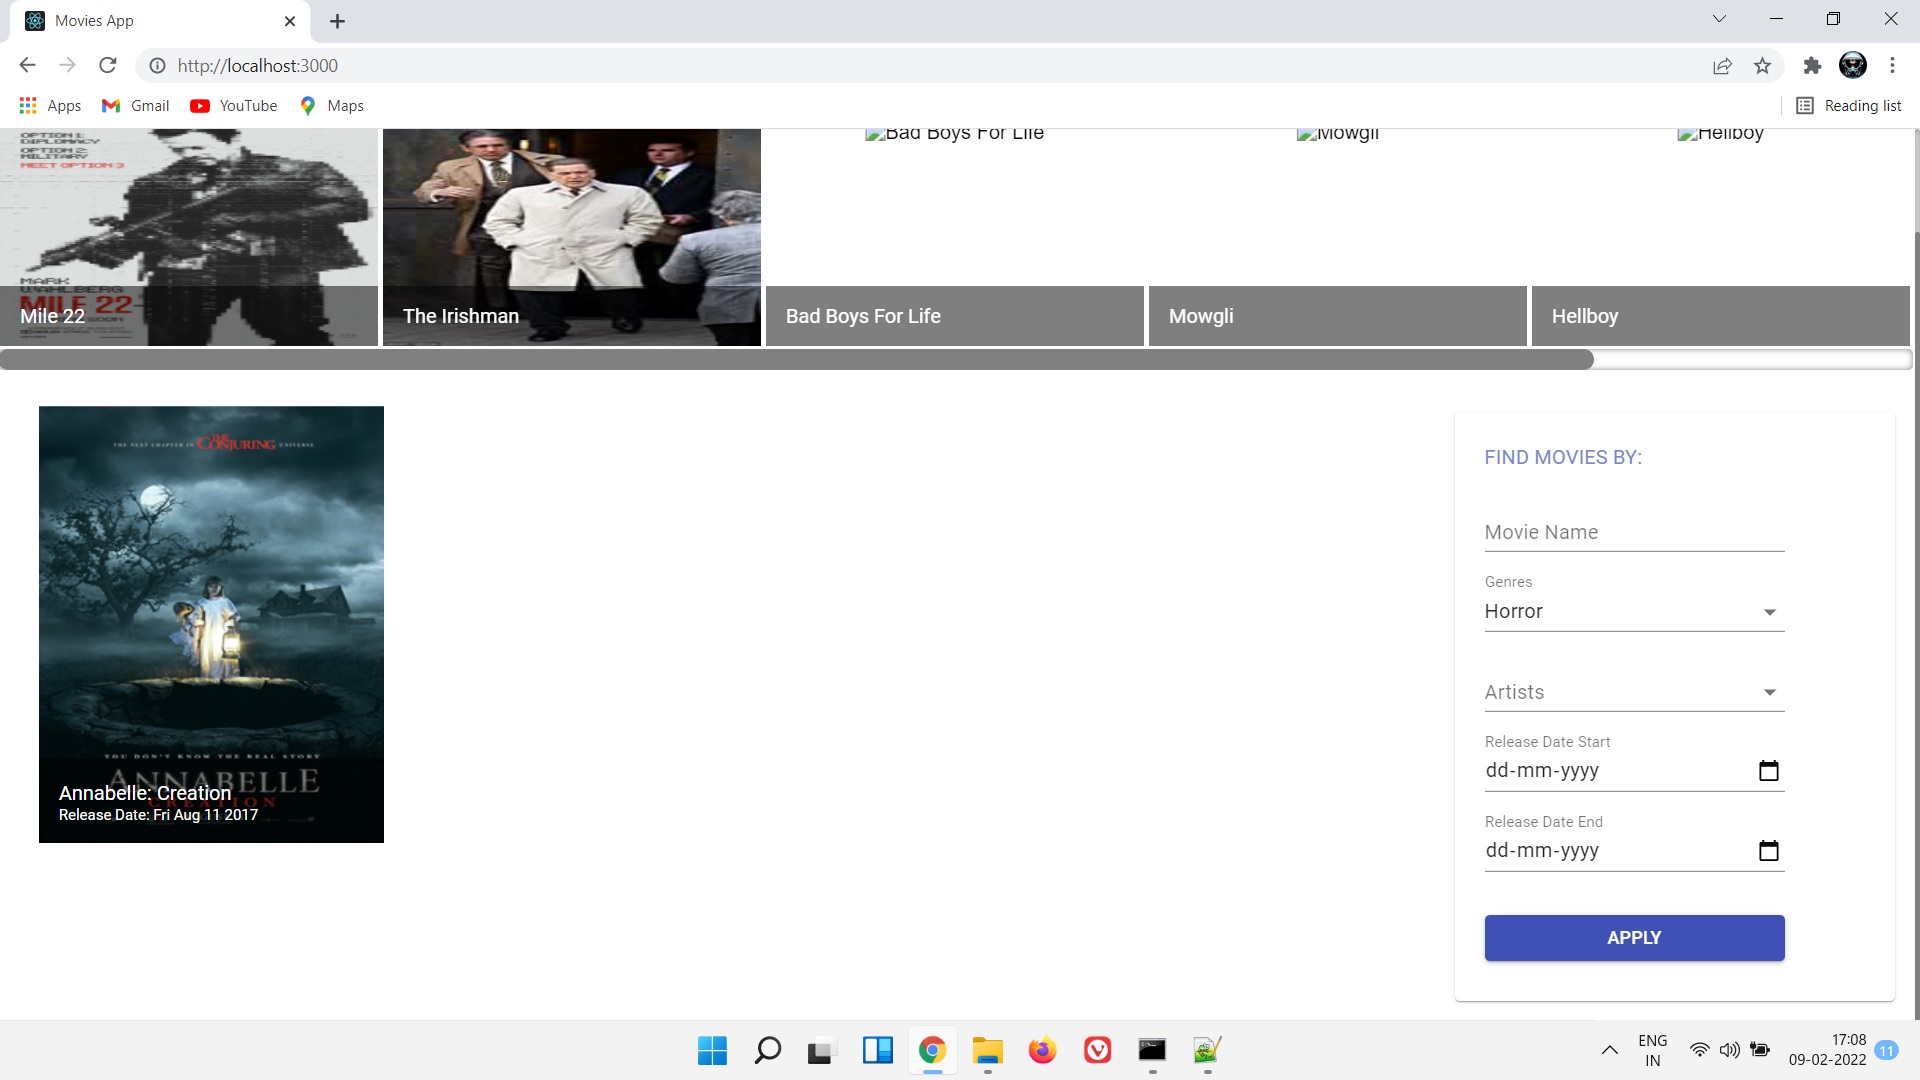 Movies App
http://localhost:3000
Apps
Gmail
YouTube
Maps
Reading list
OPTION 1:
DIPLOMACY
OPTION 2:
MILITARY
MEET OPTION 3
MARK
WAHLBERG
MILE 22
SOON
Mile 22
The Irishman
Bad Boys For Life
Bad Boys For Life
Mowgli
Mowgli
Hellboy
Hellboy
THE NEXT CHAPTER IN THE CONJURING UNIVERSE
YOU DON'T KNOW THE REAL STORY
ANNABELLE
CREATION
Annabelle: Creation
Release Date: Fri Aug 11 2017
FIND MOVIES BY:
Movie Name
Genres
Horror
Artists
Release Date Start
dd-mm-yyyy
Release Date End
dd-mm-yyyy
APPLY
ENG
IN
17:08
09-02-2022
11